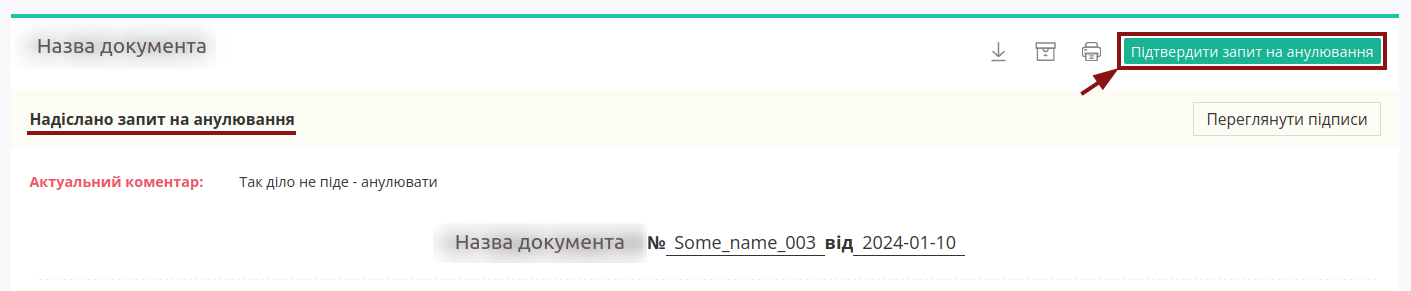 Назва документа
Підтвердити запит на анулювання
Надіслано запит на анулювання
Переглянути підписи
Актуальний коментар: Так діло не піде - анулювати
Назва документа № Some_name_003 від 2024-01-10